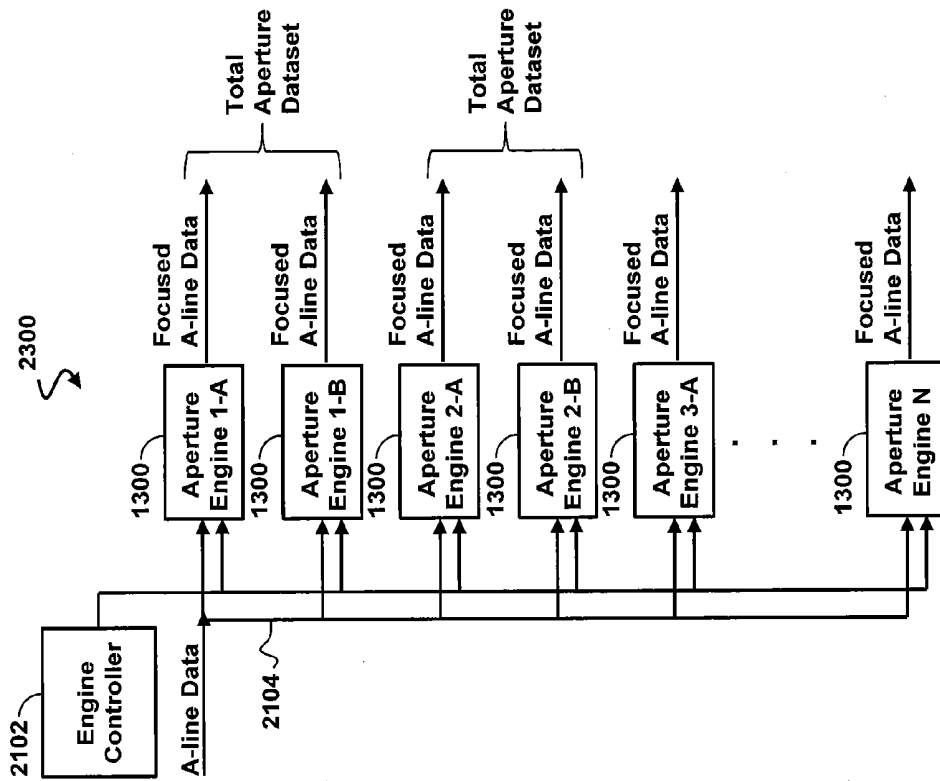 2300
2102
Engine
Controller
A-line Data
2104
1300
Aperture
Engine 1-A
Focused
A-line Data
1300
Aperture
Engine 1-B
Focused
A-line Data
Total
Aperture
Dataset
1300
Aperture
Engine 2-A
Focused
A-line Data
1300
Aperture
Engine 2-B
Focused
A-line Data
Total
Aperture
Dataset
1300
Aperture
Engine 3-A
Focused
A-line Data
. . .
1300
Aperture
Engine N
Focused
A-line Data